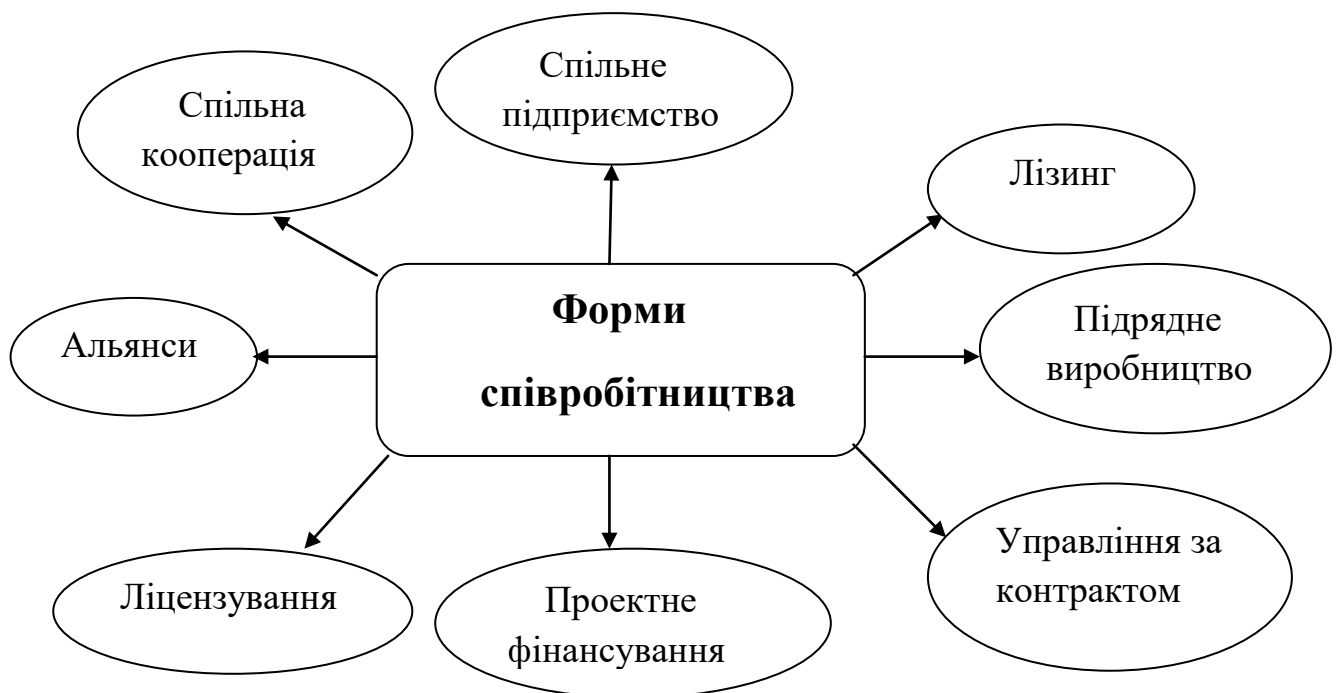 Спільне
підприємство
Спільна
кооперація
Лізинг
Форми
співробітництва
Підрядне
виробництво
Альянси
Управління за
контрактом
Ліцензування
Проектне
фінансування